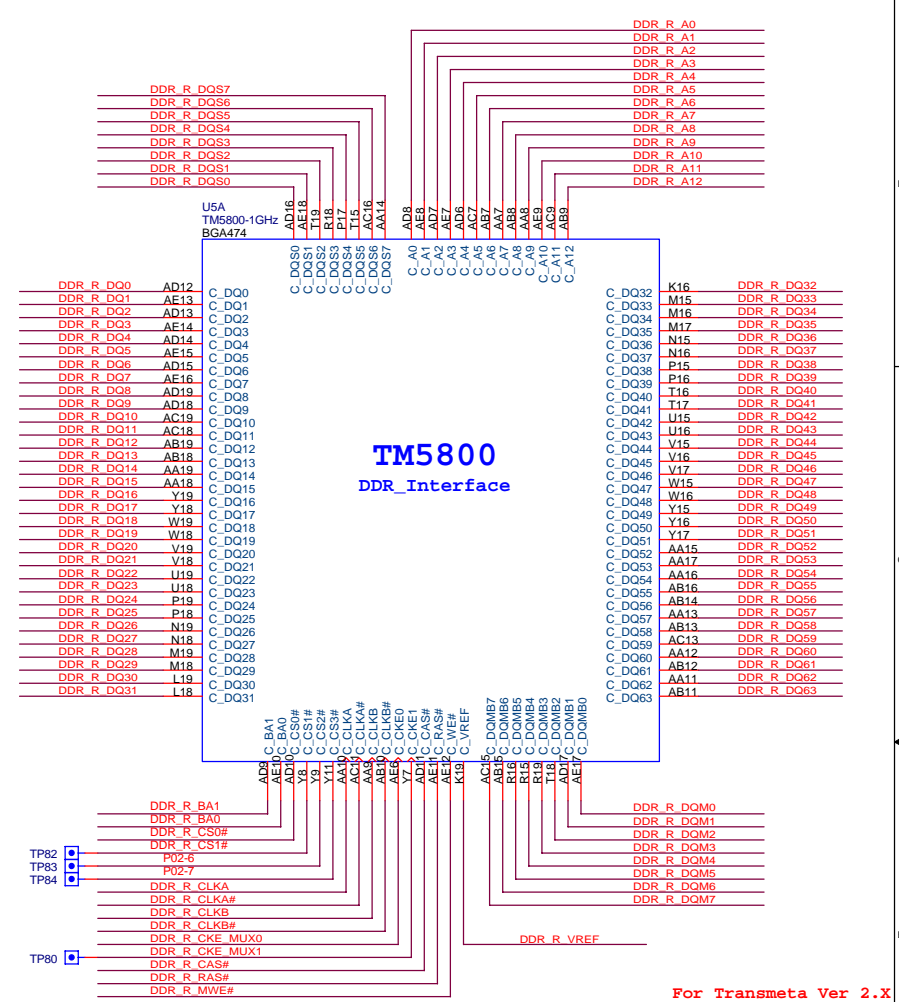 DDR_R_A0
DDR_R_A1
DDR_R_A2
DDR_R_A3
DDR_R_A4
DDR_R_A5
DDR_R_A6
DDR_R_A7
DDR_R_A8
DDR_R_A9
DDR_R_A10
DDR_R_A11
DDR_R_A12
DDR_R_DQS7
DDR_R_DQS6
DDR_R_DQS5
DDR_R_DQS4
DDR_R_DQS3
DDR_R_DQS2
DDR_R_DQS1
DDR_R_DQS0
U5A
TM5800-1GHz
BGA474
AD16 AE18 T19 R18 P17 T15 AC16 AA14
AD8 AE8 AD7 AE7 AD6 AC7 AB7 AA7 AB8 AA8 AE9 AC9 AB9
C_DQS0 C_DQS1 C_DQS2 C_DQS3 C_DQS4 C_DQS5 C_DQS6 C_DQS7
C_A0 C_A1 C_A2 C_A3 C_A4 C_A5 C_A6 C_A7 C_A8 C_A9 C_A10 C_A11 C_A12
DDR_R_DQ0 AD12 C_DQ0
DDR_R_DQ1 AE13 C_DQ1
DDR_R_DQ2 AD13 C_DQ2
DDR_R_DQ3 AE14 C_DQ3
DDR_R_DQ4 AD14 C_DQ4
DDR_R_DQ5 AE15 C_DQ5
DDR_R_DQ6 AD15 C_DQ6
DDR_R_DQ7 AE16 C_DQ7
DDR_R_DQ8 AD19 C_DQ8
DDR_R_DQ9 AD18 C_DQ9
DDR_R_DQ10 AC19 C_DQ10
DDR_R_DQ11 AC18 C_DQ11
DDR_R_DQ12 AB19 C_DQ12
DDR_R_DQ13 AB18 C_DQ13
DDR_R_DQ14 AA19 C_DQ14
DDR_R_DQ15 AA18 C_DQ15
DDR_R_DQ16 Y19 C_DQ16
DDR_R_DQ17 Y18 C_DQ17
DDR_R_DQ18 W19 C_DQ18
DDR_R_DQ19 W18 C_DQ19
DDR_R_DQ20 V19 C_DQ20
DDR_R_DQ21 V18 C_DQ21
DDR_R_DQ22 U19 C_DQ22
DDR_R_DQ23 U18 C_DQ23
DDR_R_DQ24 P19 C_DQ24
DDR_R_DQ25 P18 C_DQ25
DDR_R_DQ26 N19 C_DQ26
DDR_R_DQ27 N18 C_DQ27
DDR_R_DQ28 M19 C_DQ28
DDR_R_DQ29 M18 C_DQ29
DDR_R_DQ30 L19 C_DQ30
DDR_R_DQ31 L18 C_DQ31
TM5800
DDR_Interface
C_DQ32 K16 DDR_R_DQ32
C_DQ33 M15 DDR_R_DQ33
C_DQ34 M16 DDR_R_DQ34
C_DQ35 M17 DDR_R_DQ35
C_DQ36 N15 DDR_R_DQ36
C_DQ37 N16 DDR_R_DQ37
C_DQ38 P15 DDR_R_DQ38
C_DQ39 P16 DDR_R_DQ39
C_DQ40 T16 DDR_R_DQ40
C_DQ41 T17 DDR_R_DQ41
C_DQ42 U15 DDR_R_DQ42
C_DQ43 U16 DDR_R_DQ43
C_DQ44 V15 DDR_R_DQ44
C_DQ45 V16 DDR_R_DQ45
C_DQ46 V17 DDR_R_DQ46
C_DQ47 W15 DDR_R_DQ47
C_DQ48 W16 DDR_R_DQ48
C_DQ49 Y15 DDR_R_DQ49
C_DQ50 Y16 DDR_R_DQ50
C_DQ51 Y17 DDR_R_DQ51
C_DQ52 AA15 DDR_R_DQ52
C_DQ53 AA17 DDR_R_DQ53
C_DQ54 AA16 DDR_R_DQ54
C_DQ55 AB16 DDR_R_DQ55
C_DQ56 AB14 DDR_R_DQ56
C_DQ57 AA13 DDR_R_DQ57
C_DQ58 AB13 DDR_R_DQ58
C_DQ59 AC13 DDR_R_DQ59
C_DQ60 AA12 DDR_R_DQ60
C_DQ61 AB12 DDR_R_DQ61
C_DQ62 AA11 DDR_R_DQ62
C_DQ63 AB11 DDR_R_DQ63
C_BA1 C_BA0 C_CS0# C_CS1# C_CS2# C_CS3# C_CLKA C_CLKA# C_CLKB C_CLKB# C_CKE0 C_CKE1 C_CAS# C_RAS# C_WE# C_VREF
C_DQMB7 C_DQMB6 C_DQMB5 C_DQMB4 C_DQMB3 C_DQMB2 C_DQMB1 C_DQMB0
AD9 AE10 AD10 Y8 Y9 Y11 AA10 AC11 AA9 AB10 AE6 Y7 AD11 AE11 AE12 K19
AC15 AB15 R16 R15 R19 T18 AD17 AE17
DDR_R_BA1
DDR_R_BA0
DDR_R_CS0#
DDR_R_CS1#
TP82
P02-6
TP83
P02-7
TP84
DDR_R_CLKA
DDR_R_CLKA#
DDR_R_CLKB
DDR_R_CLKB#
DDR_R_CKE_MUX0
DDR_R_CKE_MUX1
TP80
DDR_R_CAS#
DDR_R_RAS#
DDR_R_MWE#
DDR_R_DQM0
DDR_R_DQM1
DDR_R_DQM2
DDR_R_DQM3
DDR_R_DQM4
DDR_R_DQM5
DDR_R_DQM6
DDR_R_DQM7
DDR_R_VREF
For Transmeta Ver 2.X